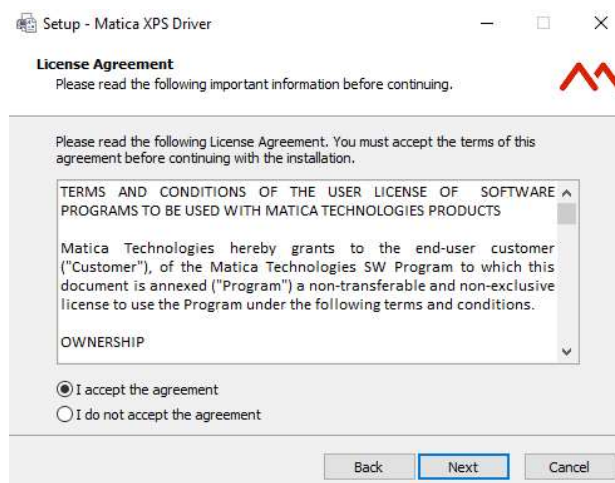 Setup - Matica XPS Driver
License Agreement
Please read the following important information before continuing.
Please read the following License Agreement. You must accept the terms of this
agreement before continuing with the installation.
TERMS AND CONDITIONS OF THE USER LICENSE OF SOFTWARE
PROGRAMS TO BE USED WITH MATICA TECHNOLOGIES PRODUCTS
Matica Technologies hereby grants to the end-user customer
("Customer"), of the Matica Technologies SW Program to which this
document is annexed ("Program") a non-transferable and non-exclusive
license to use the Program under the following terms and conditions.
OWNERSHIP
I accept the agreement
I do not accept the agreement
Back Next Cancel